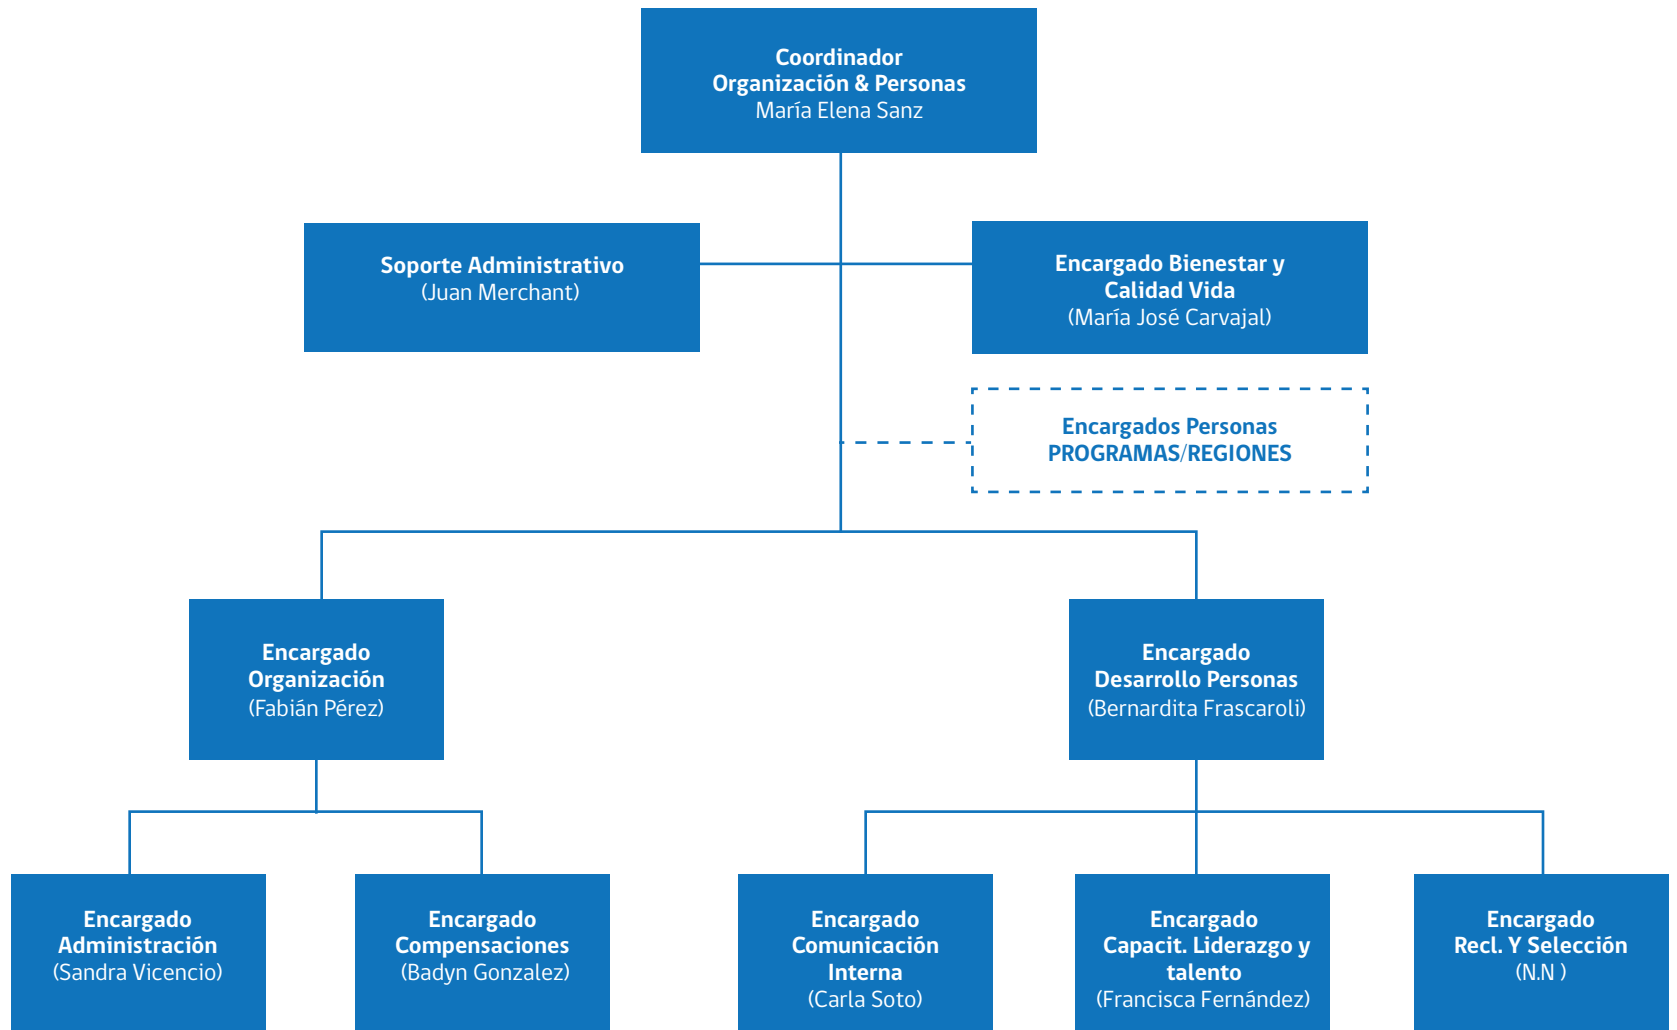 Coordinador
Organización & Personas
María Elena Sanz
Soporte Administrativo
(Juan Merchant)
Encargado Bienestar y
Calidad Vida
(María José Carvajal)
Encargados Personas
PROGRAMAS/REGIONES
Encargado
Organización
(Fabián Pérez)
Encargado
Desarrollo Personas
(Bernardita Frascaroli)
Encargado
Administración
(Sandra Vicencio)
Encargado
Compensaciones
(Badyn Gonzalez)
Encargado
Comunicación
Interna
(Carla Soto)
Encargado
Capacit. Liderazgo y
talento
(Francisca Fernández)
Encargado
Recl. Y Selección
(N.N )